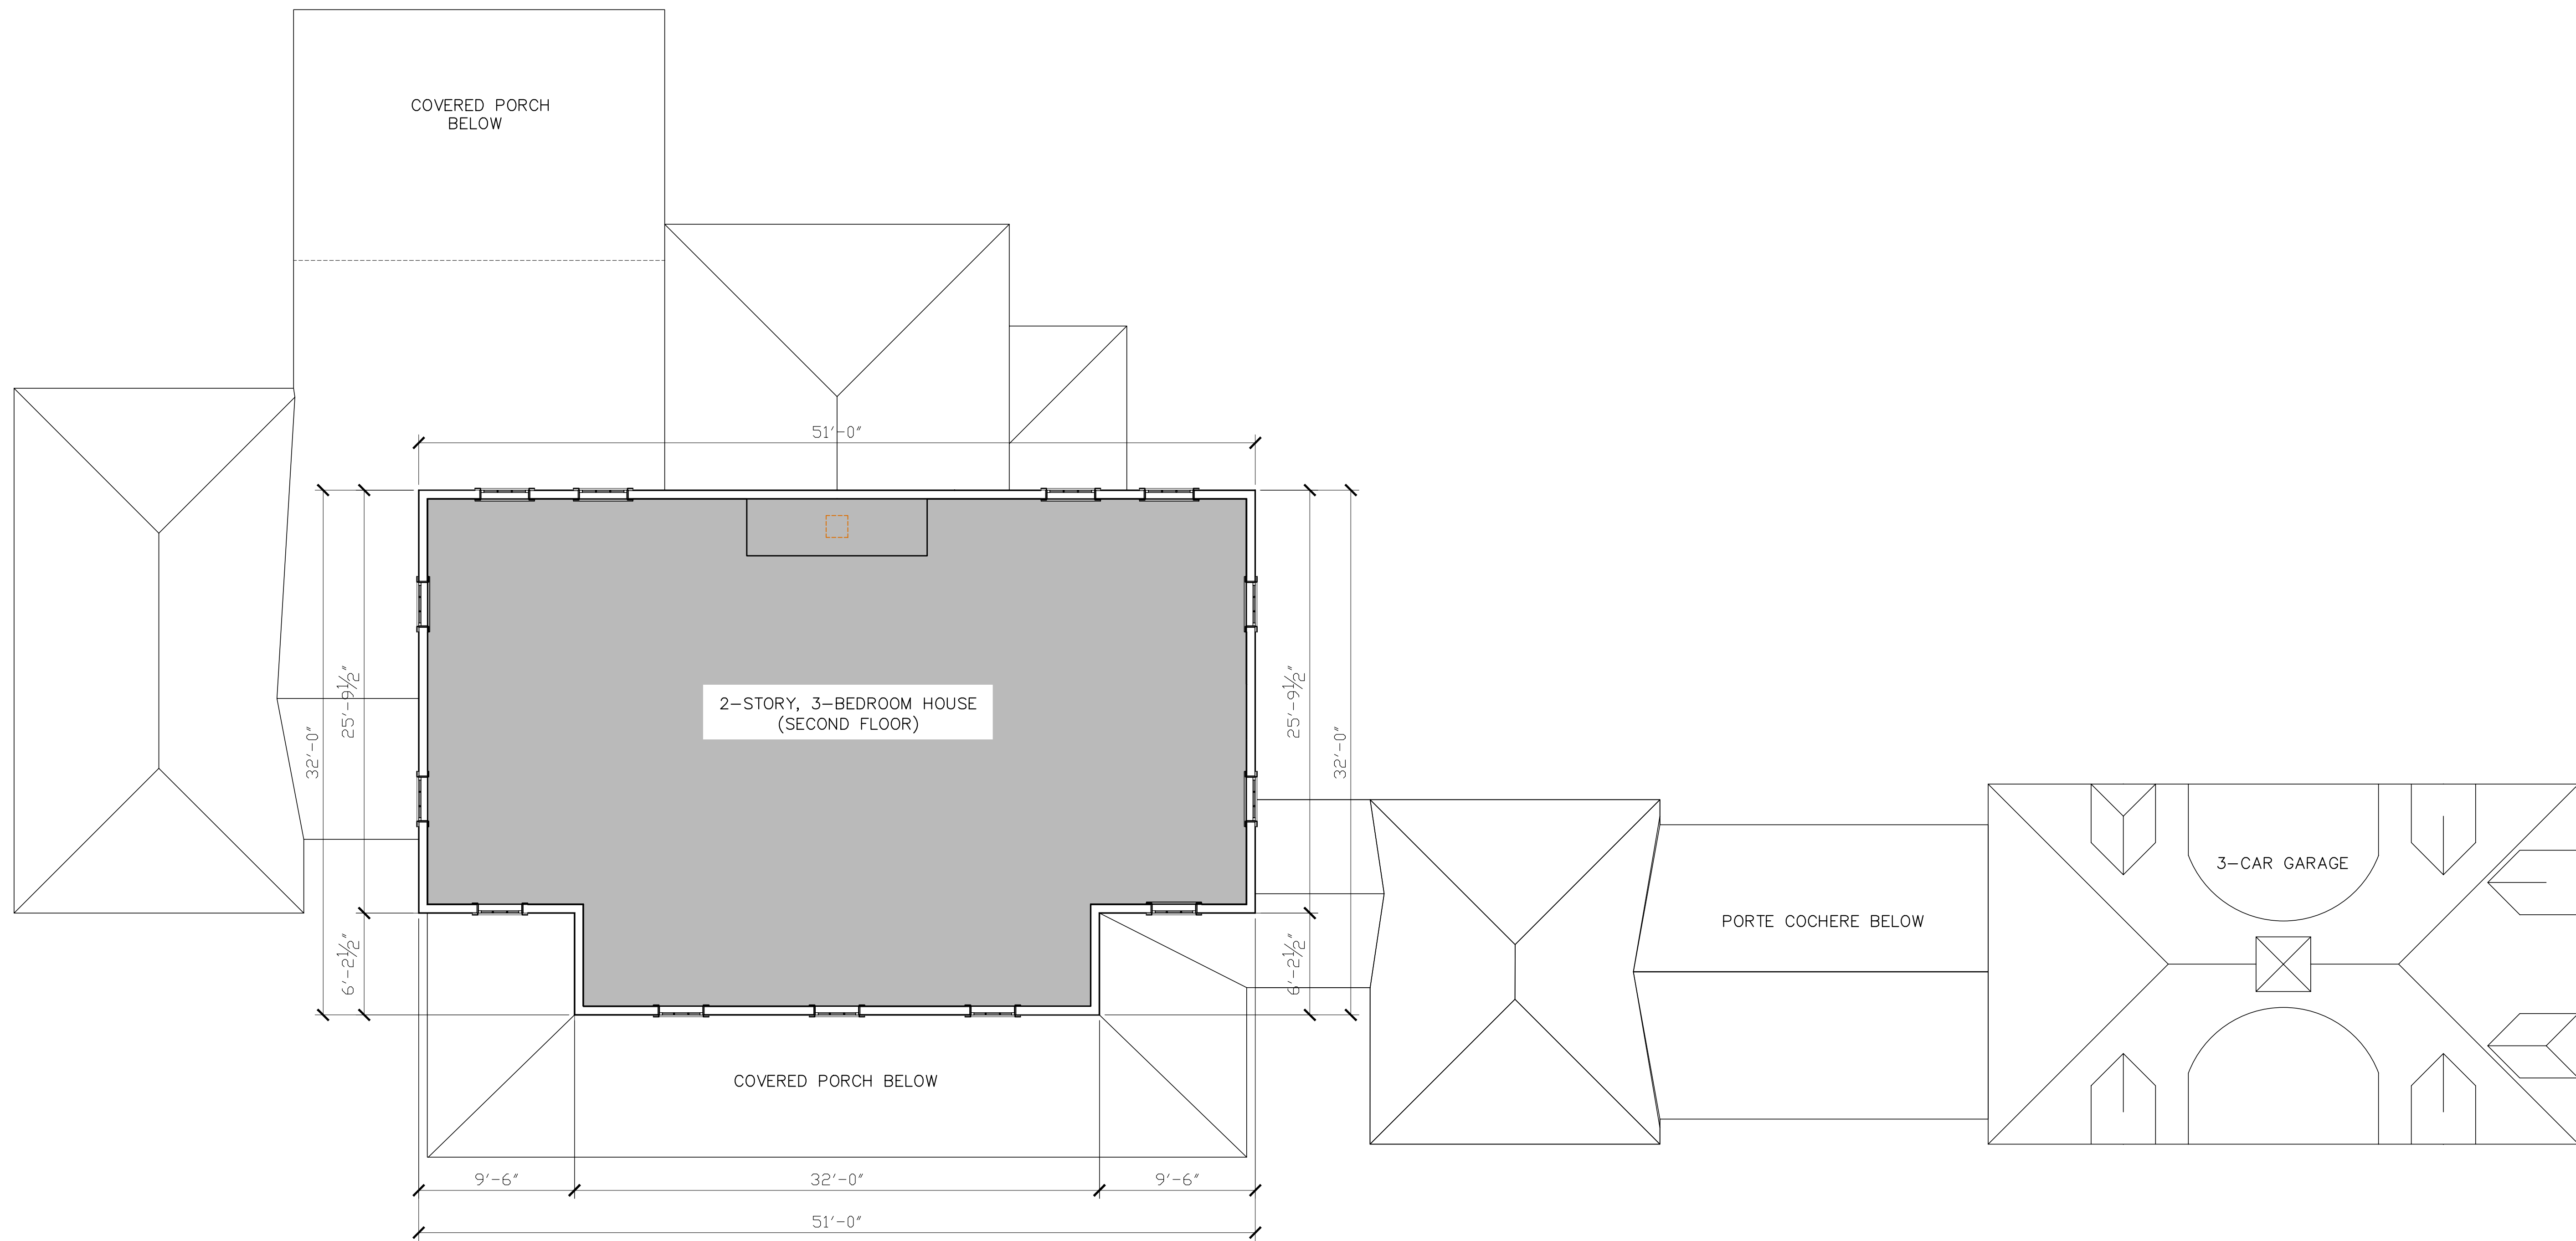 COVERED PORCH
BELOW
51'-0"
2-STORY, 3-BEDROOM HOUSE
(SECOND FLOOR)
32'-0"
25'-9½"
6'-2½"
25'-9½"
32'-0"
6'-2½"
3-CAR GARAGE
PORTE COCHERE BELOW
COVERED PORCH BELOW
9'-6"
32'-0"
9'-6"
51'-0"